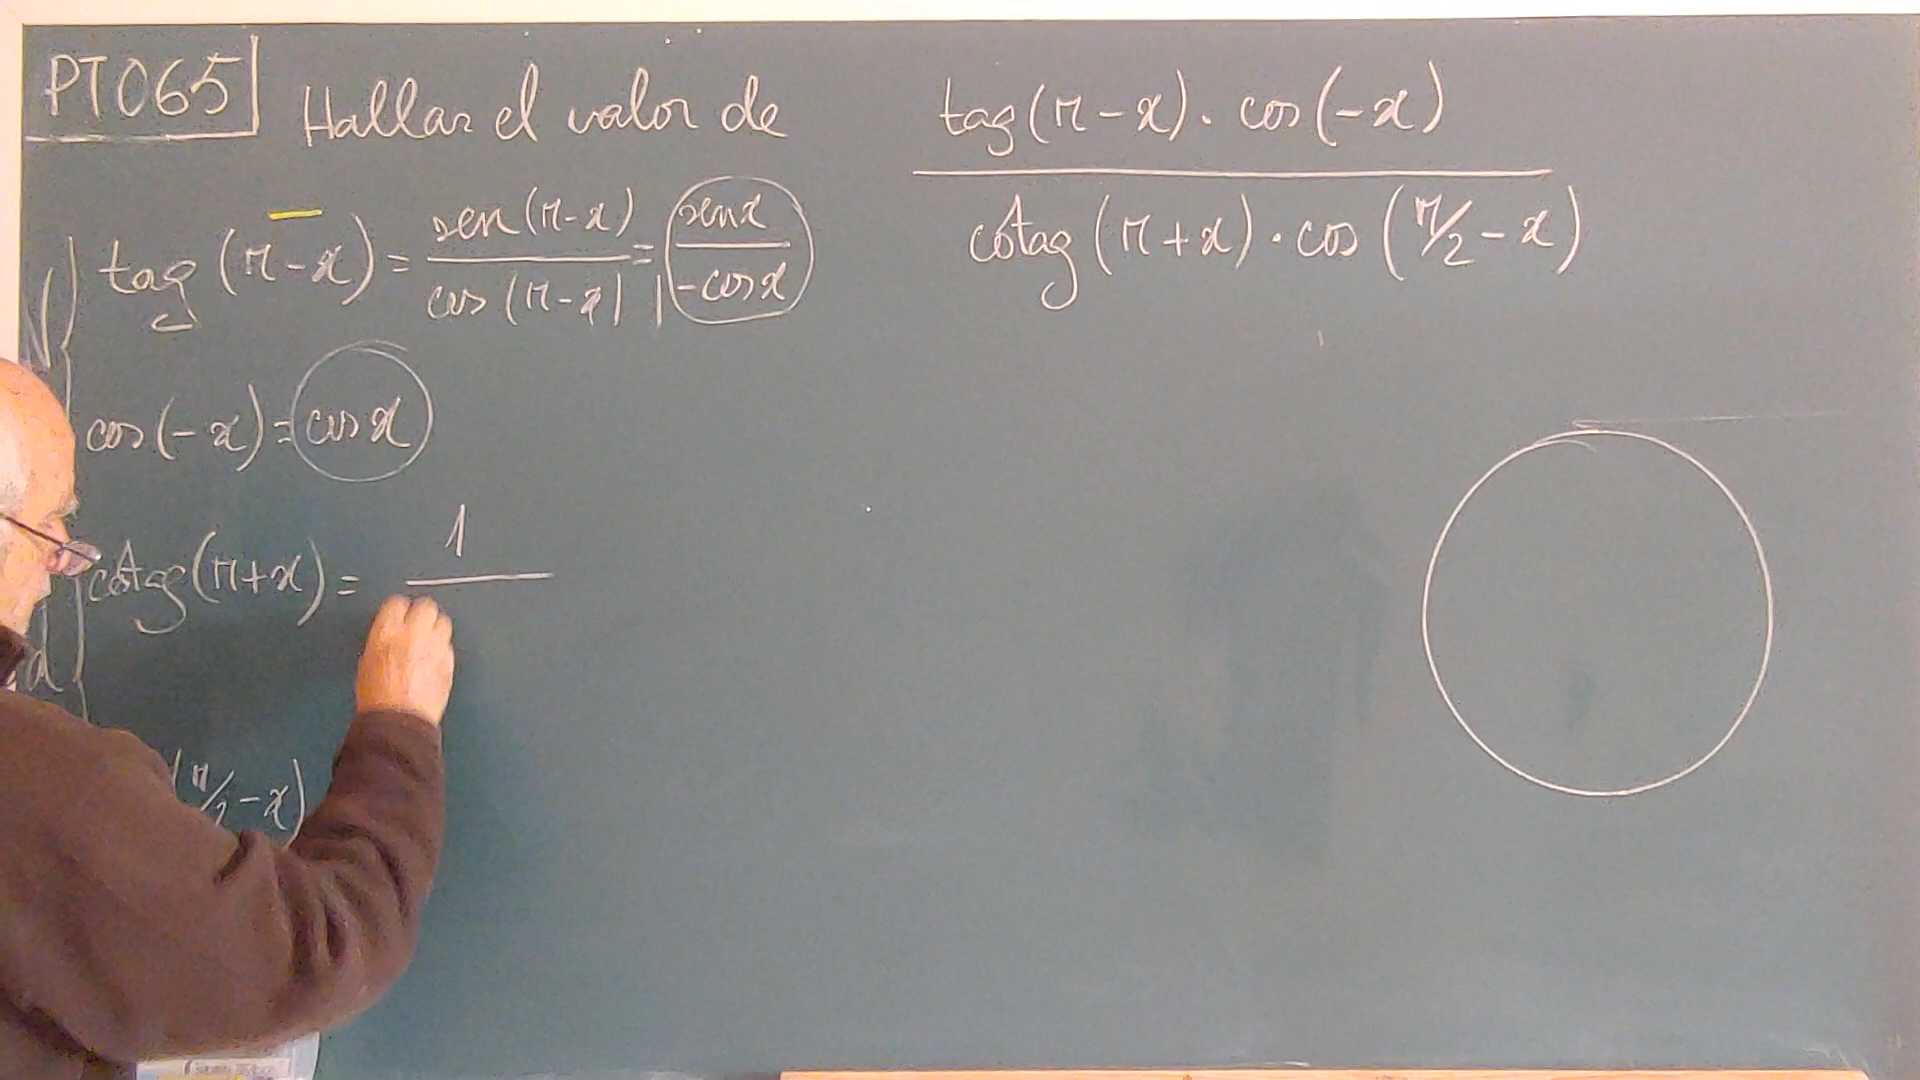 PT065 Hallar el valor de tag(π-x). cos(-x) / cotag(π+x)·cos(π/2-x)
N
tag(π-x) = sen(π-x) / cos(π-x) = senx / -cosx
cos(-x) = cosx
cotag(π+x) = 1 /
d
(π/2-x)